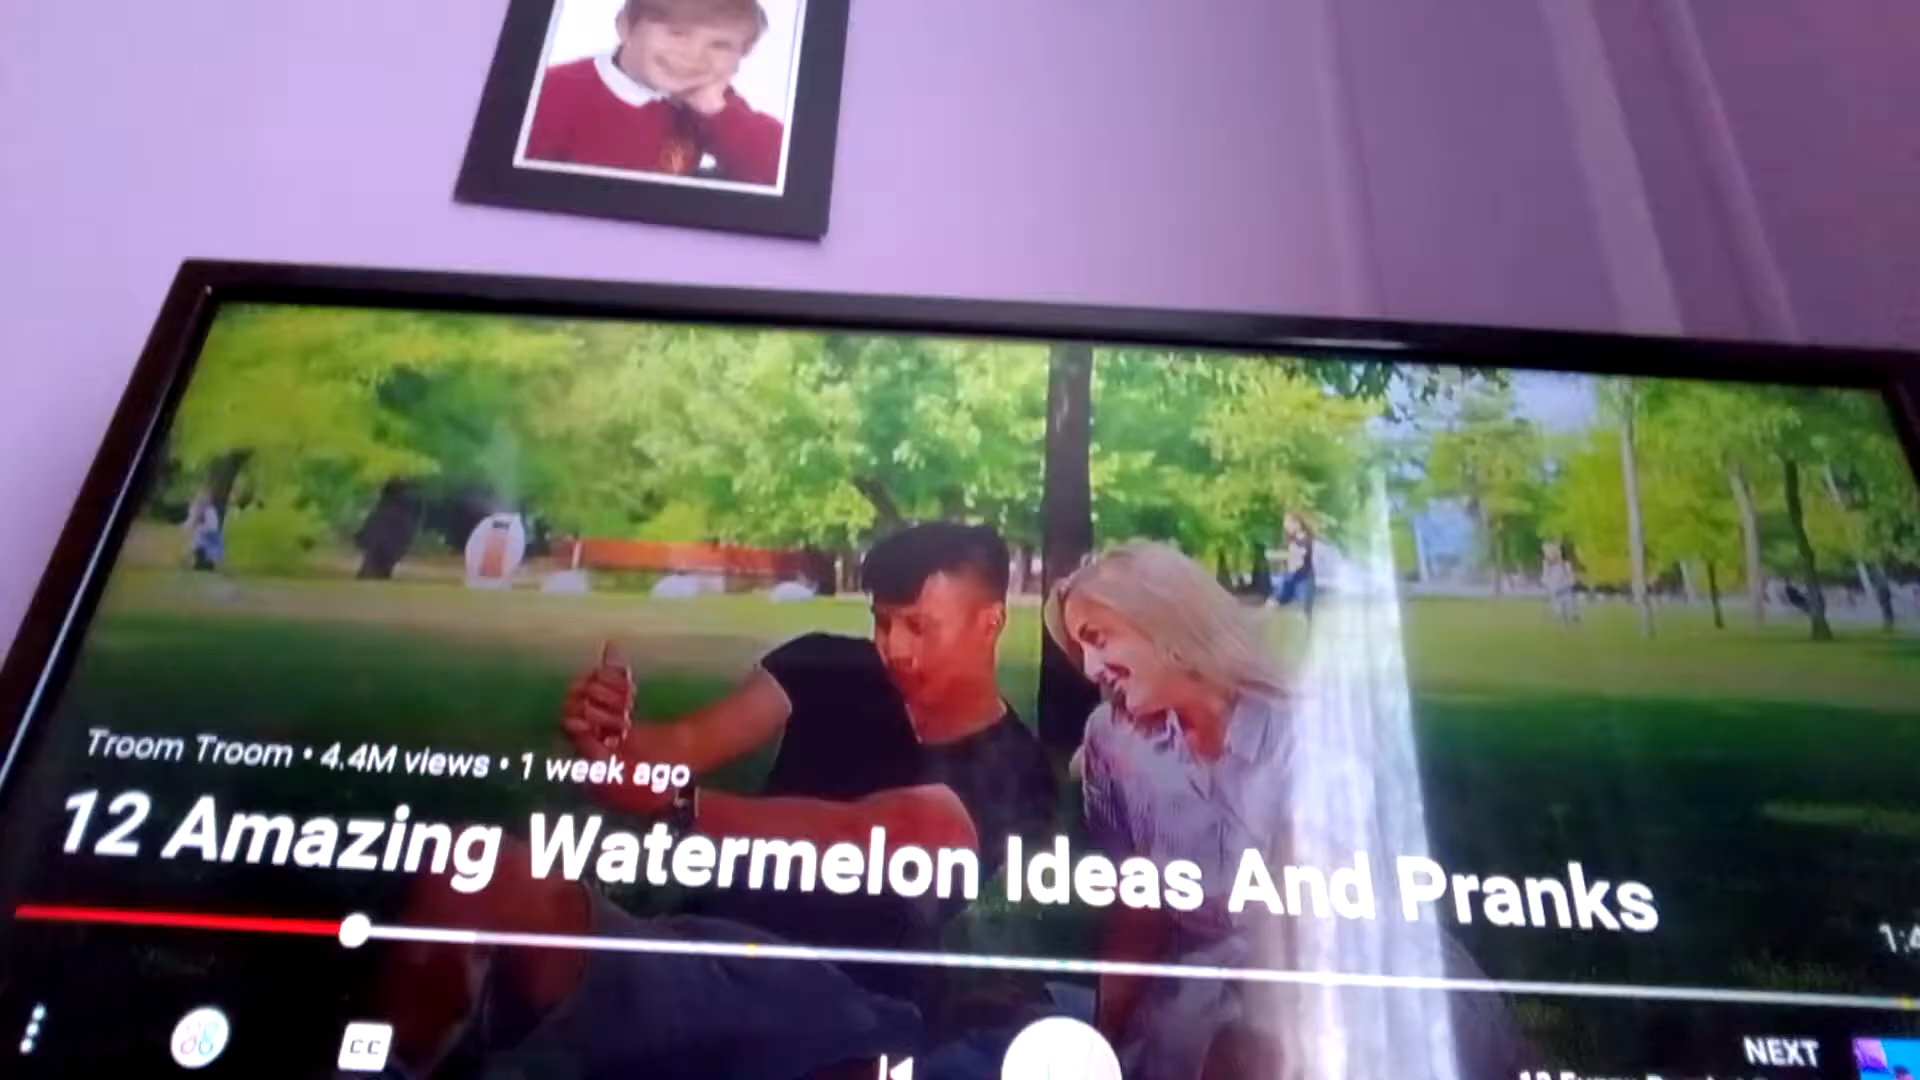 Troom Troom • 4.4M views • 1 week ago
12 Amazing Watermelon Ideas And Pranks
CC
NEXT